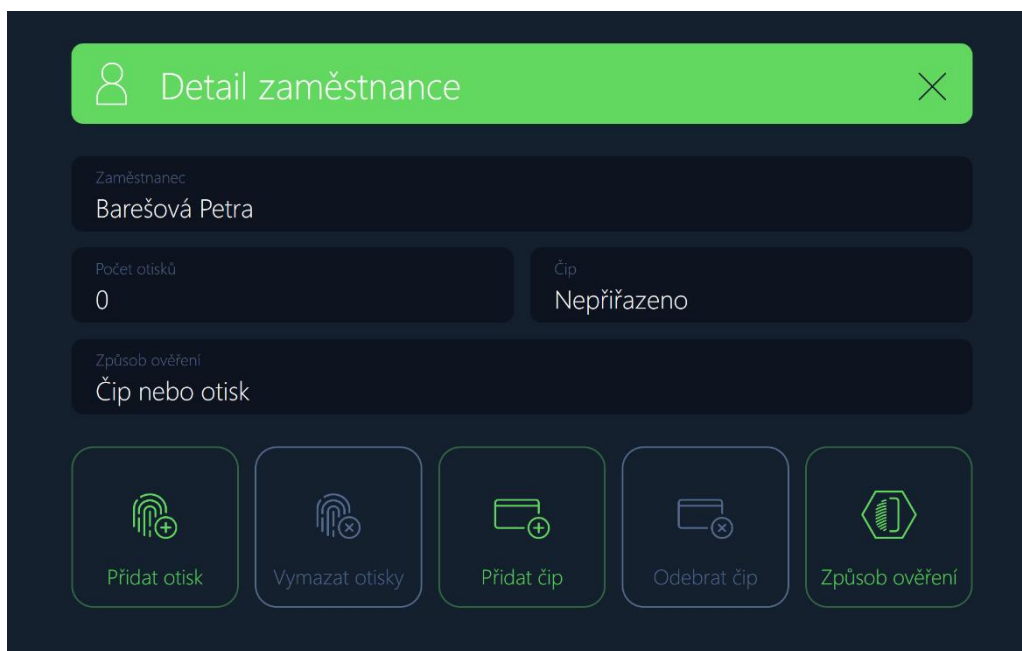 Detail zaměstnance
Zaměstnanec
Barešová Petra
Počet otisků
0
Čip
Nepřiřazeno
Způsob ověření
Čip nebo otisk
Přidat otisk
Vymazat otisky
Přidat čip
Odebrat čip
Způsob ověření